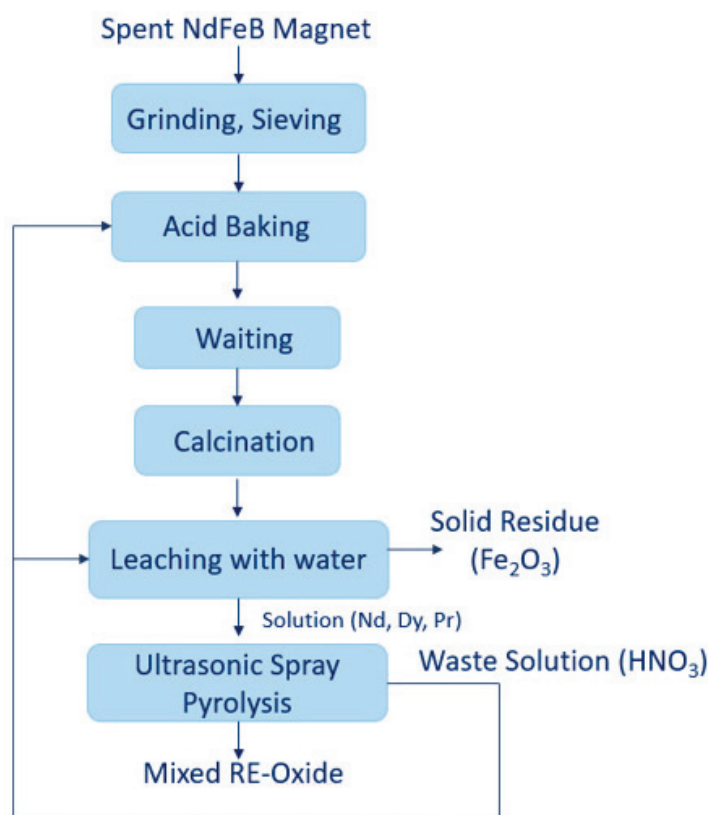 Spent NdFeB Magnet
Grinding, Sieving
Acid Baking
Waiting
Calcination
Leaching with water
Solid Residue
(Fe₂O₃)
Solution (Nd, Dy, Pr)
Ultrasonic Spray
Pyrolysis
Waste Solution (HNO₃)
Mixed RE-Oxide